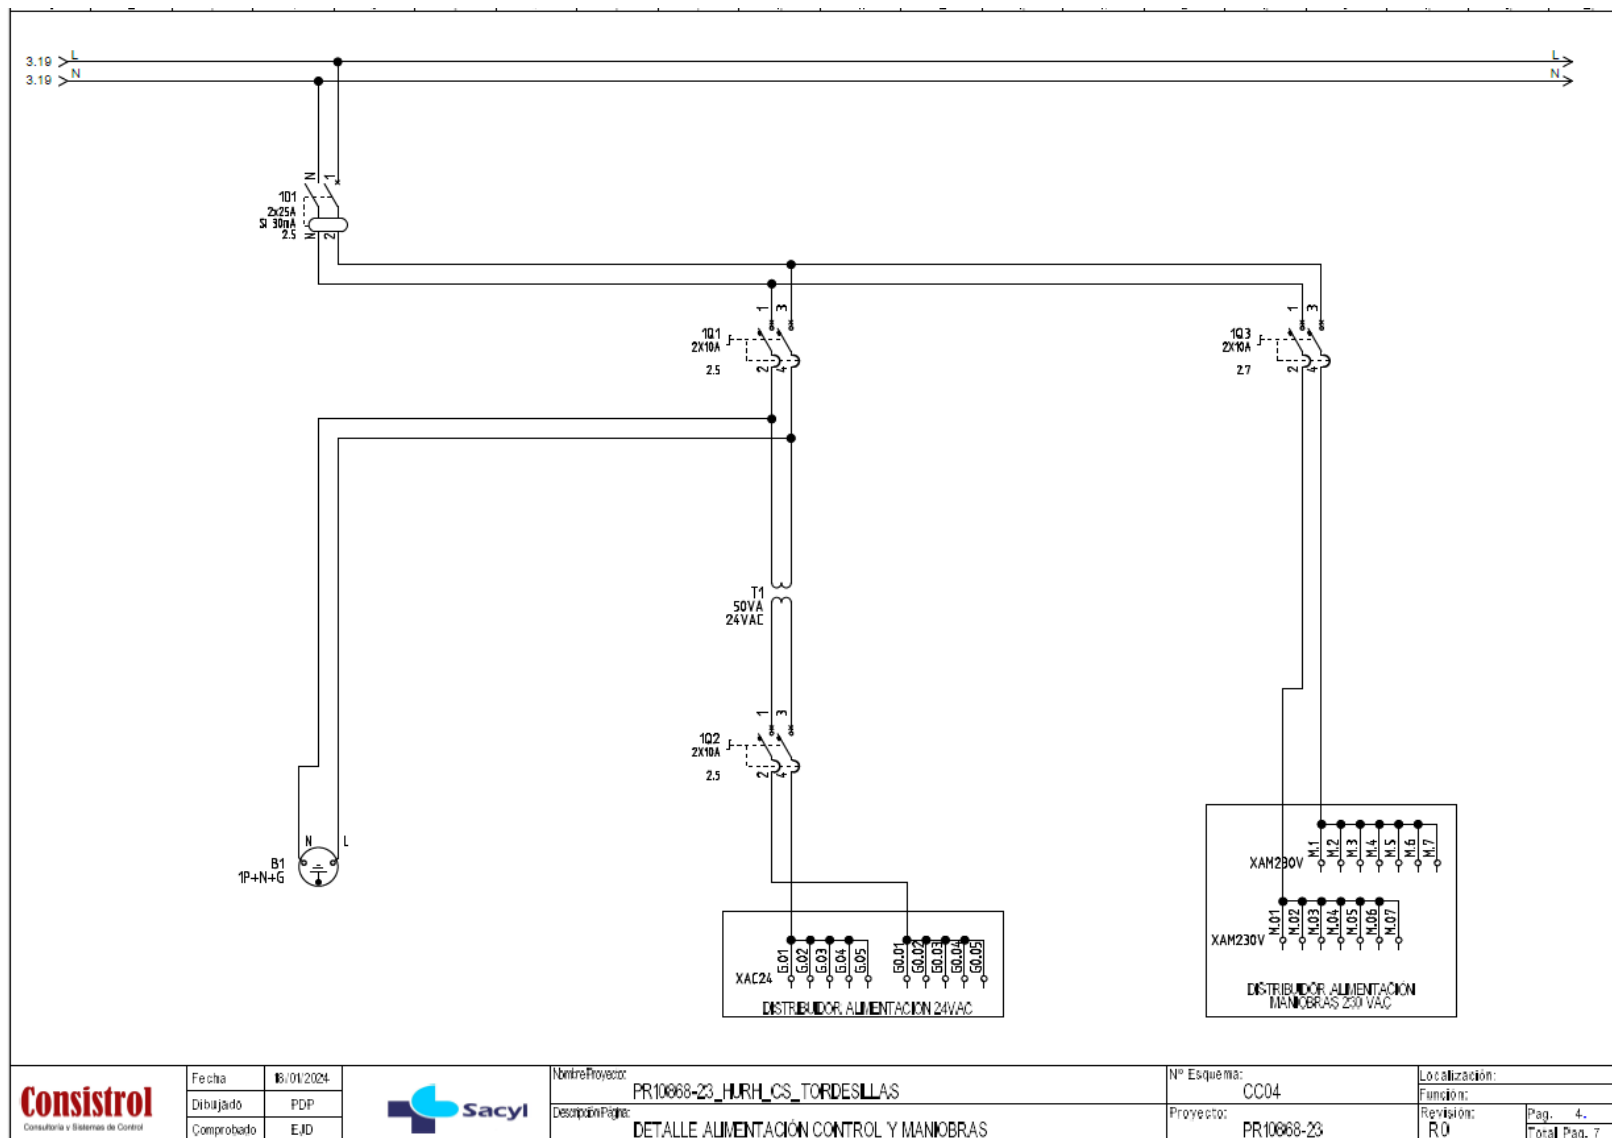 3.19 L L
3.19 N N
N 1
1D1
2x25A
SI 30mA
2.5
N 2
1 3
1Q1
2X10A
2.5
2 4
1 3
1Q3
2X10A
2.7
2 4
T1
50VA
24VAC
1 3
1Q2
2X10A
2.5
2 4
N L
B1
1P+N+G
M.1 M.2 M.3 M.4 M.5 M.6 M.7
XAM230V
M.01 M.02 M.03 M.04 M.05 M.06 M.07
XAM230V
DISTRIBUIDOR ALIMENTACIÓN
MANIOBRAS 230 VAC
G.01 G.02 G.03 G.04 G.05 G0.01 G0.02 G0.03 G0.04 G0.05
XAC24
DISTRIBUIDOR ALIMENTACION 24VAC
Consístrol
Consultoría y Sistemas de Control
Fecha 18/01/2024
Dibujado PDP
Comprobado EJD
Sacyl
Nombre Proyecto:
PR10868-23_HURH_CS_TORDESILLAS
Descripción Página:
DETALLE ALIMENTACIÓN CONTROL Y MANIOBRAS
Nº Esquema:
CC04
Proyecto:
PR10868-23
Localización:
Función:
Revisión:
R0
Pag. 4.
Total Pag. 7